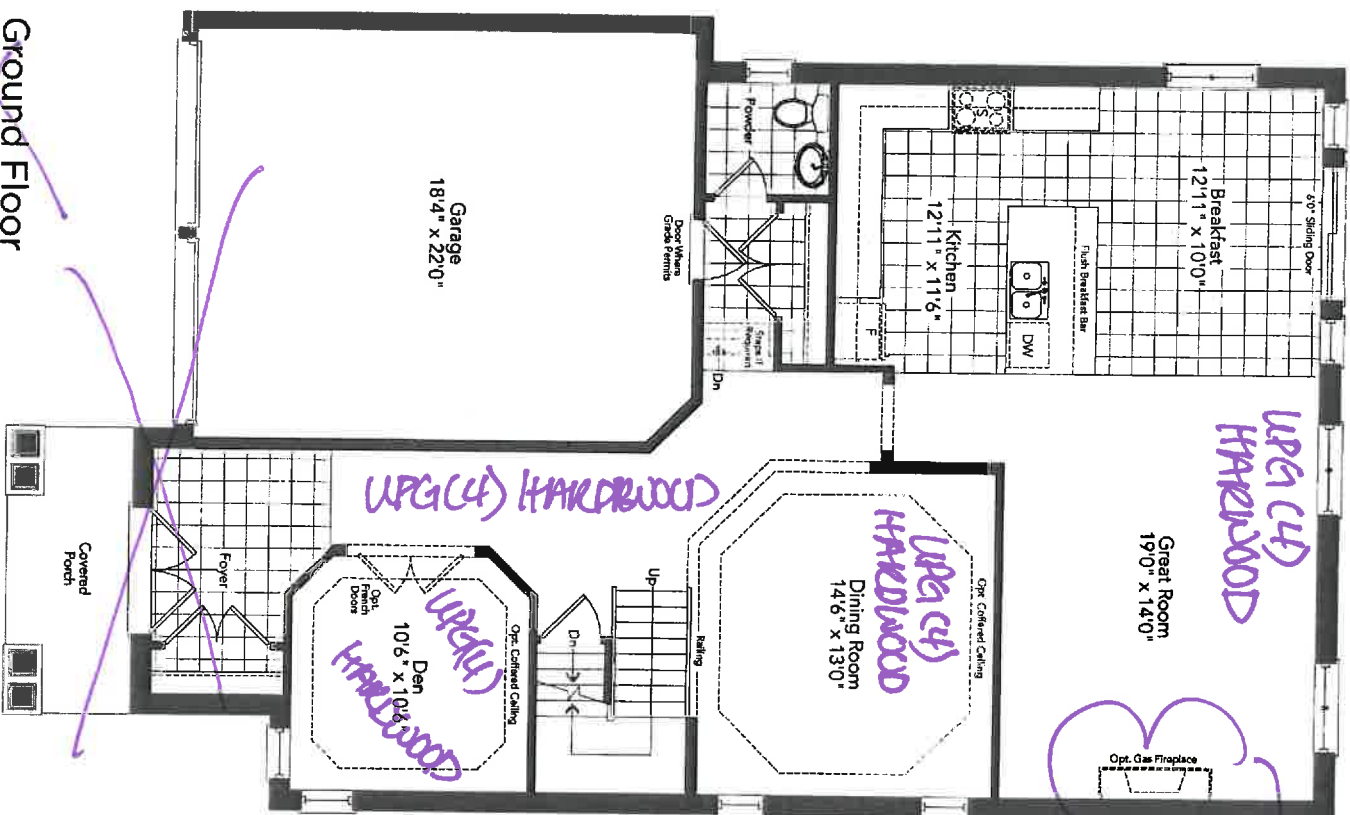 Ground Floor
6'0" Sliding Door
Breakfast
12'11" x 10'0"
Flush Breakfast Bar
Kitchen
12'11" x 11'6"
S
DW
F
UPG (4)
HARWOOD
Great Room
19'0" x 14'0"
Opt. Gas Fireplace
Powder
Door Where
Grade Permits
Steps If
Required
Dn
Garage
18'4" x 22'0"
UPG (4)
HARDWOOD
Opt. Coffered Ceiling
Dining Room
14'6" x 13'0"
Railing
Up
Dn
UPG(4) HARDRWOOD
Opt. Coffered Ceiling
Opt.
French
Doors
UPG(4)
HARDWOOD
Den
10'6" x 10'6"
Foyer
Covered
Porch